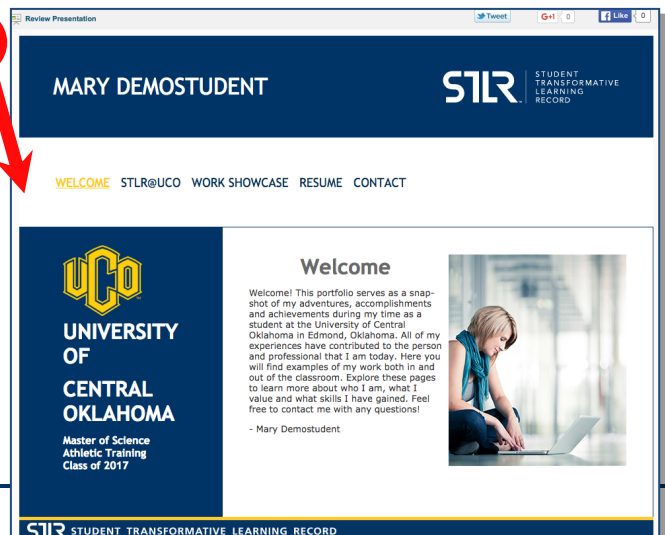 Review Presentation
Tweet
G+1 0
Like 0
MARY DEMOSTUDENT
STLR
STUDENT
TRANSFORMATIVE
LEARNING
RECORD
WELCOME STLR@UCO WORK SHOWCASE RESUME CONTACT
UCO
UNIVERSITY
OF
CENTRAL
OKLAHOMA
Master of Science
Athletic Training
Class of 2017
Welcome
Welcome! This portfolio serves as a snap-
shot of my adventures, accomplishments
and achievements during my time as a
student at the University of Central
Oklahoma in Edmond, Oklahoma. All of my
experiences have contributed to the person
and professional that I am today. Here you
will find examples of my work both in and
out of the classroom. Explore these pages
to learn more about who I am, what I
value and what skills I have gained. Feel
free to contact me with any questions!
- Mary Demostudent
STLR STUDENT TRANSFORMATIVE LEARNING RECORD